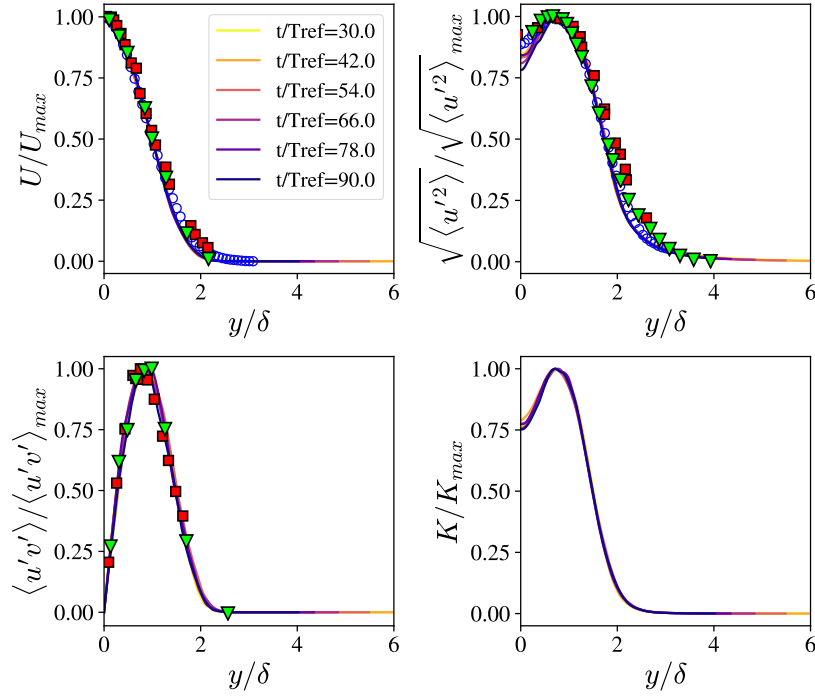 1.00
0.75
0.50
0.25
0.00
U/U_max
0 2 4 6
y/δ
t/Tref=30.0
t/Tref=42.0
t/Tref=54.0
t/Tref=66.0
t/Tref=78.0
t/Tref=90.0
1.00
0.75
0.50
0.25
0.00
√⟨u′²⟩/√⟨u′²⟩_max
0 2 4 6
y/δ
1.00
0.75
0.50
0.25
0.00
⟨u′v′⟩/⟨u′v′⟩_max
0 2 4 6
y/δ
1.00
0.75
0.50
0.25
0.00
K/K_max
0 2 4 6
y/δ